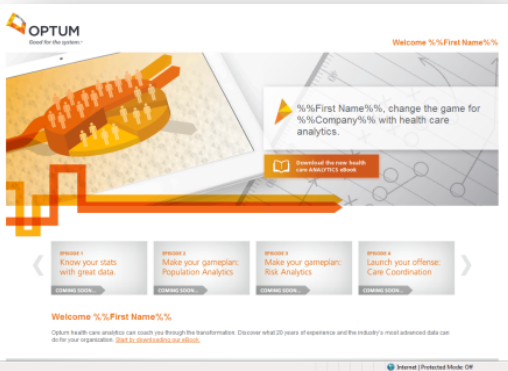 OPTUM
Good for the system.
Welcome %%First Name%%
%%First Name%%, change the game for
%%Company%% with health care
analytics.
Download the new health
care ANALYTICS eBook
EPISODE 1
Know your stats
with great data.
COMING SOON...
EPISODE 2
Make your gameplan:
Population Analytics
COMING SOON...
EPISODE 3
Make your gameplan:
Risk Analytics
COMING SOON...
EPISODE 4
Launch your offense:
Care Coordination
COMING SOON...
Welcome %%First Name%%
Optum health care analytics can coach you through the transformation. Discover what 20 years of experience and the industry's most advanced data can
do for your organization. Start by downloading our eBook.
Internet | Protected Mode: Off